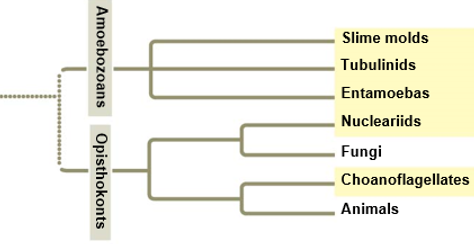 Amoebozoans
Slime molds
Tubulinids
Entamoebas
Opisthokonts
Nucleariids
Fungi
Choanoflagellates
Animals